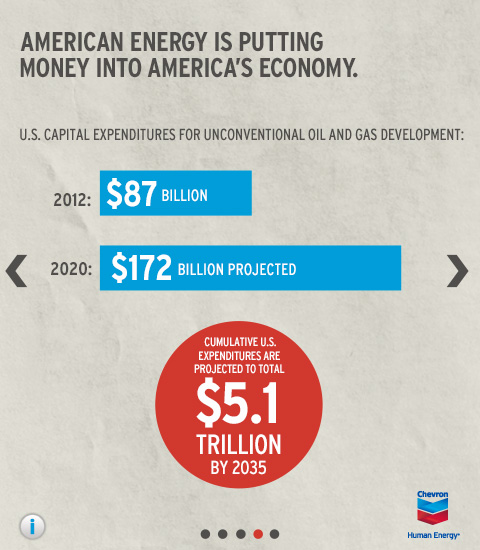 AMERICAN ENERGY IS PUTTING
MONEY INTO AMERICA'S ECONOMY.
U.S. CAPITAL EXPENDITURES FOR UNCONVENTIONAL OIL AND GAS DEVELOPMENT:
2012: $87 BILLION
2020: $172 BILLION PROJECTED
CUMULATIVE U.S.
EXPENDITURES ARE
PROJECTED TO TOTAL
$5.1
TRILLION
BY 2035
i
Chevron
Human Energy®